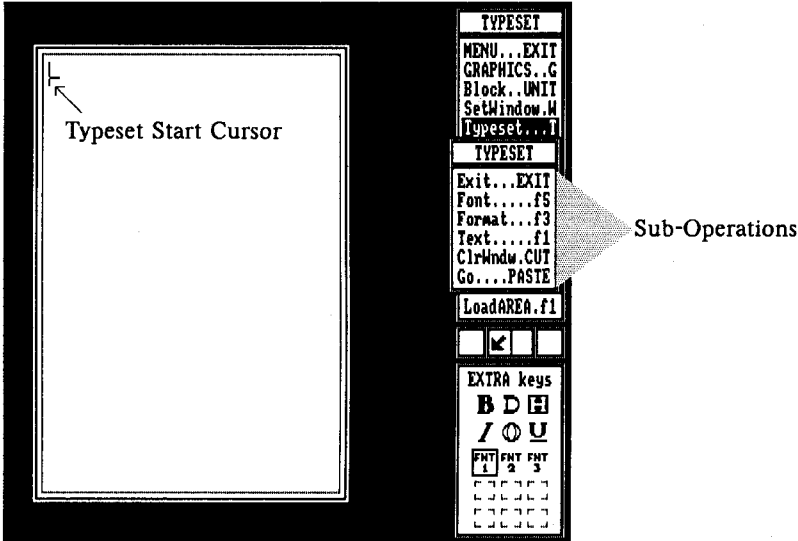 TYPESET
MENU...EXIT
GRAPHICS..G
Block..UNIT
SetWindow.W
Typeset...T
TYPESET
Exit...EXIT
Font.....f5
Format...f3
Text.....f1
ClrWndw.CUT
Go....PASTE
LoadAREA.f1
EXTRA keys
B D H
I O U
FNT 1 FNT 2 FNT 3
Typeset Start Cursor
Sub-Operations